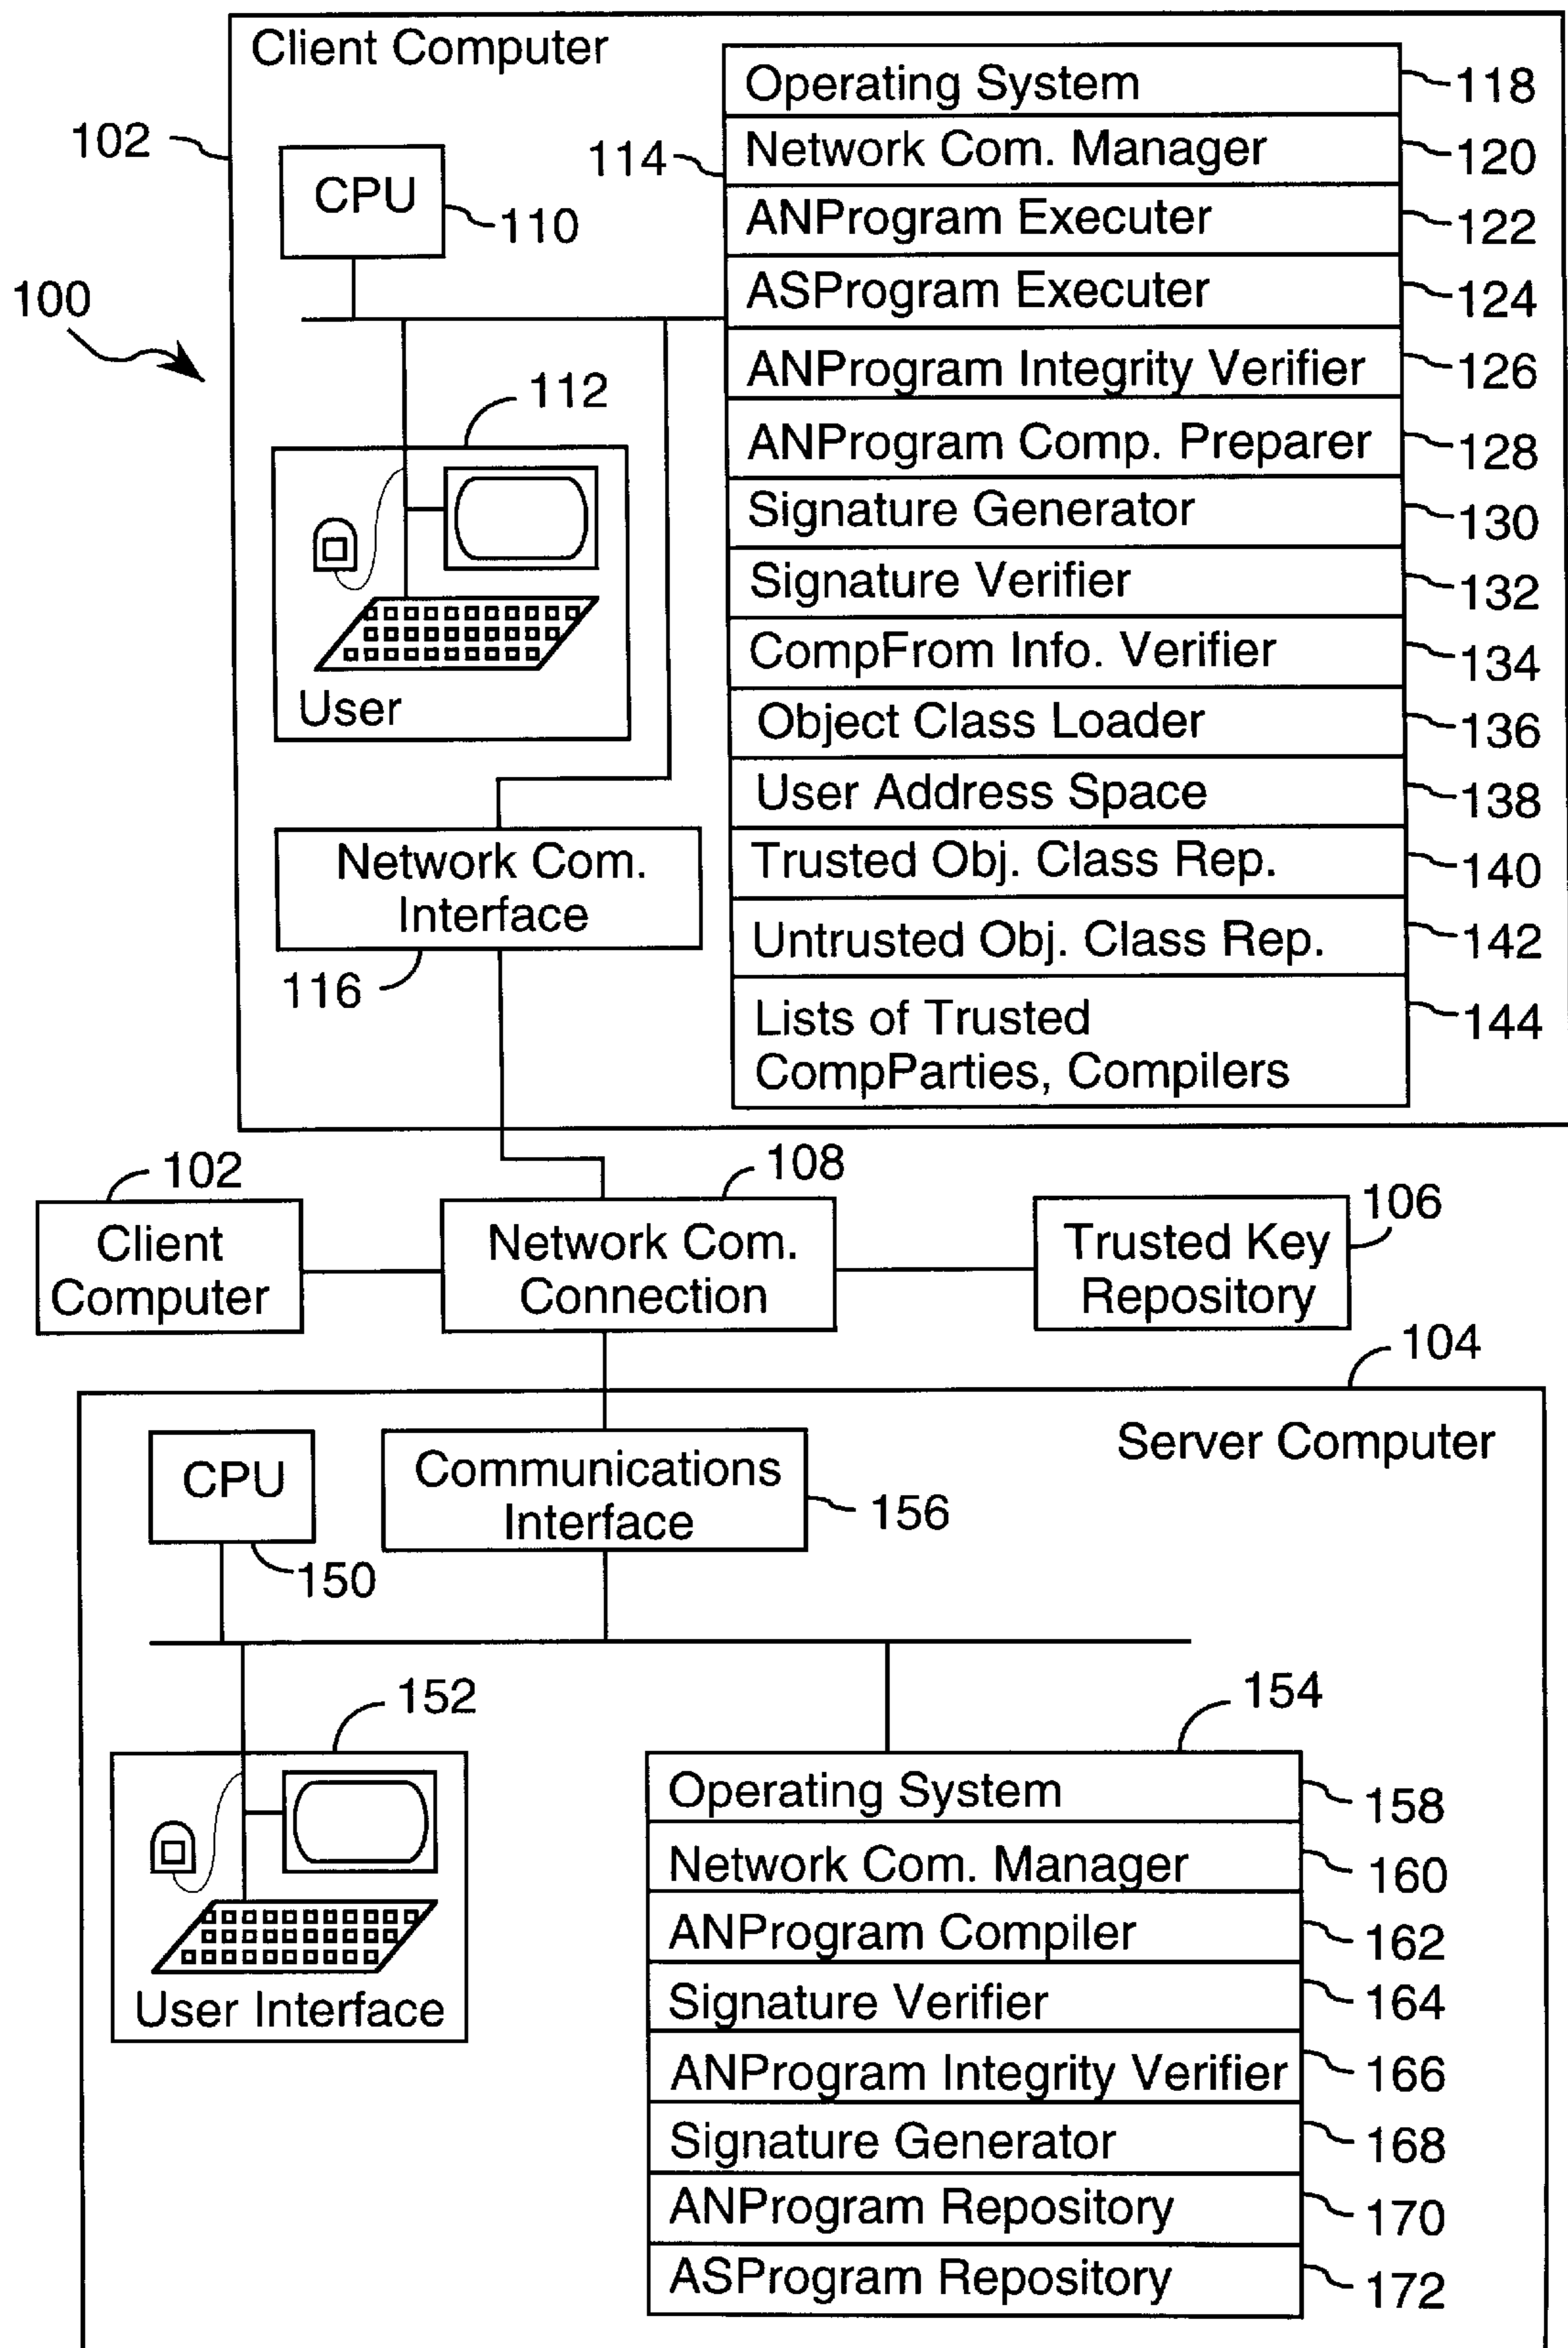 Client Computer
Operating System
118
102
114
Network Com. Manager
120
CPU
110
ANProgram Executer
122
100
ASProgram Executer
124
ANProgram Integrity Verifier
126
112
ANProgram Comp. Preparer
128
Signature Generator
130
Signature Verifier
132
CompFrom Info. Verifier
134
User
Object Class Loader
136
User Address Space
138
Network Com.
Interface
116
Trusted Obj. Class Rep.
140
Untrusted Obj. Class Rep.
142
Lists of Trusted
CompParties, Compilers
144
102
Client
Computer
108
Network Com.
Connection
106
Trusted Key
Repository
104
Server Computer
CPU
150
Communications
Interface
156
152
User Interface
154
Operating System
158
Network Com. Manager
160
ANProgram Compiler
162
Signature Verifier
164
ANProgram Integrity Verifier
166
Signature Generator
168
ANProgram Repository
170
ASProgram Repository
172